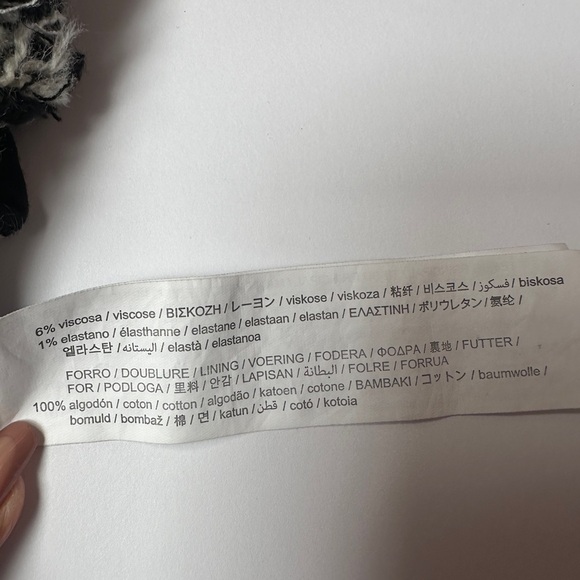 6% viscosa / viscose / ΒΙΣΚΟΖΗ / レーヨン / viskose / viskoza / 粘纤 / 비스코스 / فسكوز / biskosa
1% elastano / élasthanne / elastane / elastaan / elastan / ΕΛΑΣΤΙΝΗ / ポリウレタン / 氨纶 /
엘라스탄 / اليستانه / elastà / elastanoa
FORRO / DOUBLURE / LINING / VOERING / FODERA / ΦΟΔΡΑ / 裏地 / FUTTER /
FOR / PODLOGA / 里料 / 안감 / LAPISAN / البطانة / FOLRE / FORRUA
100% algodón / coton / cotton / algodão / katoen / cotone / BAMBAKI / コットン / baumwolle /
bomuld / bombaž / 棉 / 면 / katun / قطن / cotó / kotoia